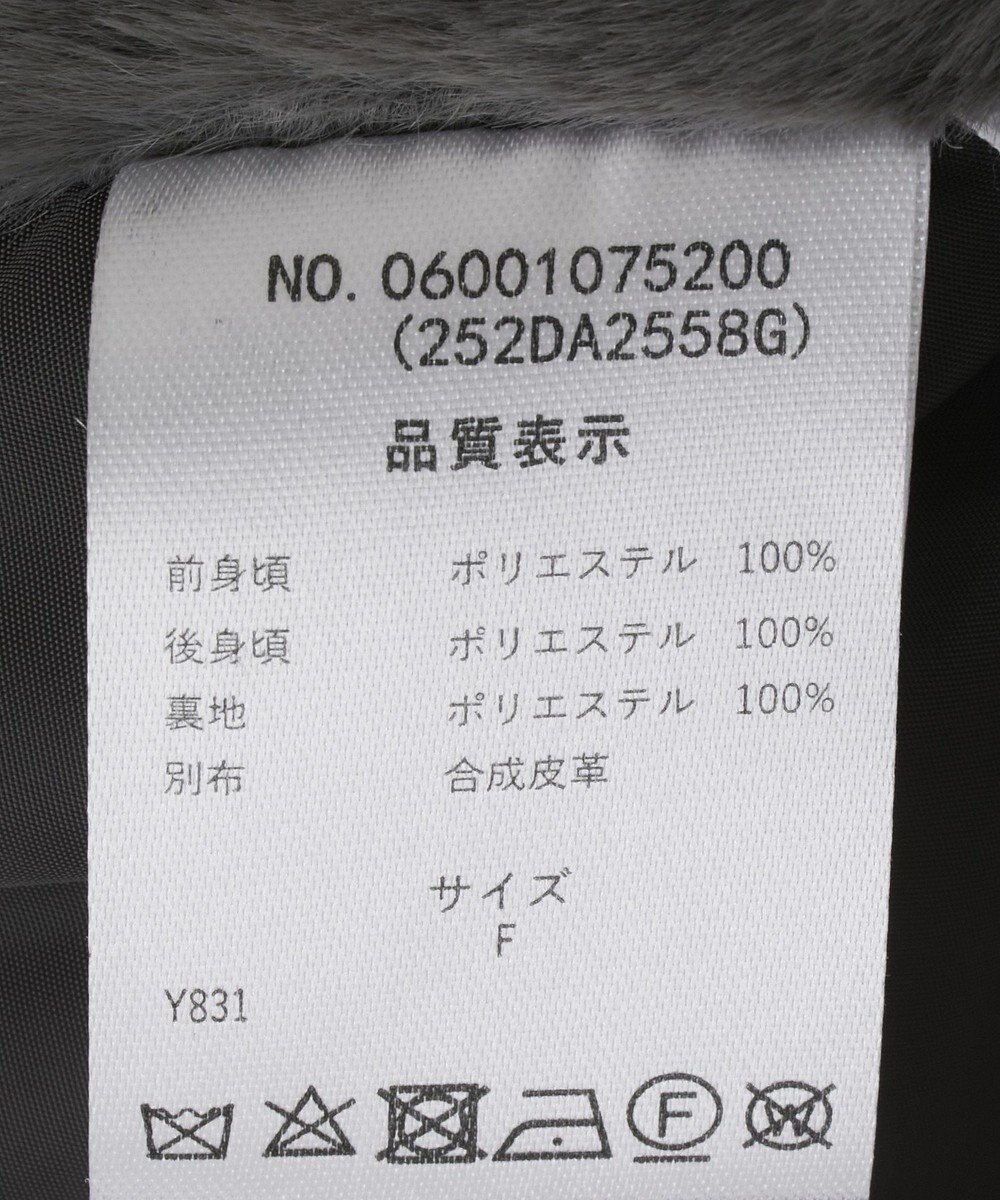 NO. 06001075200
(252DA2558G)
品質表示
前身頃 ポリエステル 100%
後身頃 ポリエステル 100%
裏地 ポリエステル 100%
別布 合成皮革
サイズ
F
Y831
F W